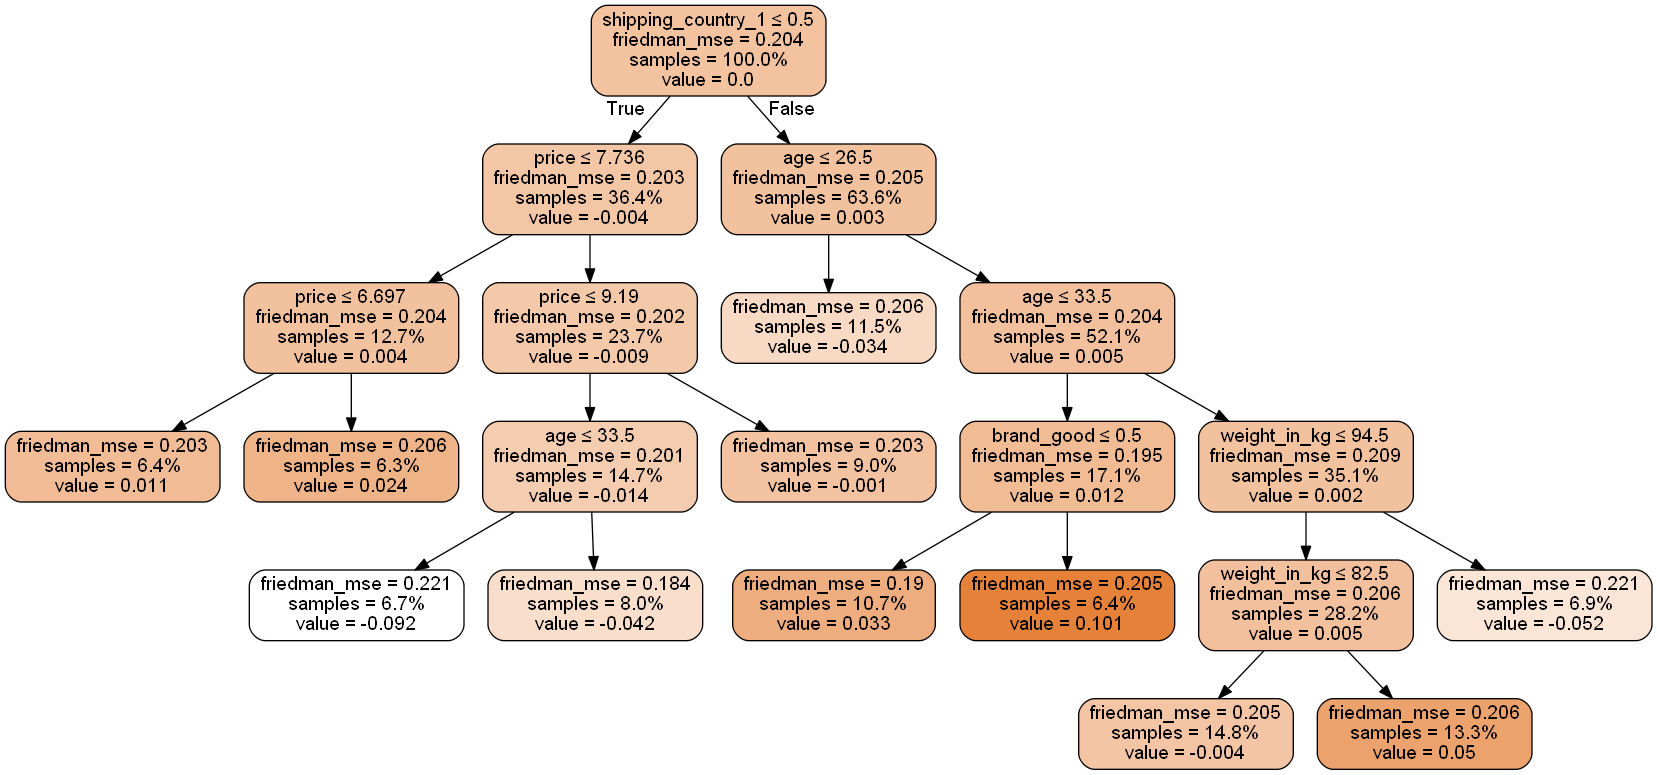 shipping_country_1 ≤ 0.5
friedman_mse = 0.204
samples = 100.0%
value = 0.0
True
False
price ≤ 7.736
friedman_mse = 0.203
samples = 36.4%
value = -0.004
age ≤ 26.5
friedman_mse = 0.205
samples = 63.6%
value = 0.003
price ≤ 6.697
friedman_mse = 0.204
samples = 12.7%
value = 0.004
price ≤ 9.19
friedman_mse = 0.202
samples = 23.7%
value = -0.009
friedman_mse = 0.206
samples = 11.5%
value = -0.034
age ≤ 33.5
friedman_mse = 0.204
samples = 52.1%
value = 0.005
friedman_mse = 0.203
samples = 6.4%
value = 0.011
friedman_mse = 0.206
samples = 6.3%
value = 0.024
age ≤ 33.5
friedman_mse = 0.201
samples = 14.7%
value = -0.014
friedman_mse = 0.203
samples = 9.0%
value = -0.001
brand_good ≤ 0.5
friedman_mse = 0.195
samples = 17.1%
value = 0.012
weight_in_kg ≤ 94.5
friedman_mse = 0.209
samples = 35.1%
value = 0.002
friedman_mse = 0.221
samples = 6.7%
value = -0.092
friedman_mse = 0.184
samples = 8.0%
value = -0.042
friedman_mse = 0.19
samples = 10.7%
value = 0.033
friedman_mse = 0.205
samples = 6.4%
value = 0.101
weight_in_kg ≤ 82.5
friedman_mse = 0.206
samples = 28.2%
value = 0.005
friedman_mse = 0.221
samples = 6.9%
value = -0.052
friedman_mse = 0.205
samples = 14.8%
value = -0.004
friedman_mse = 0.206
samples = 13.3%
value = 0.05